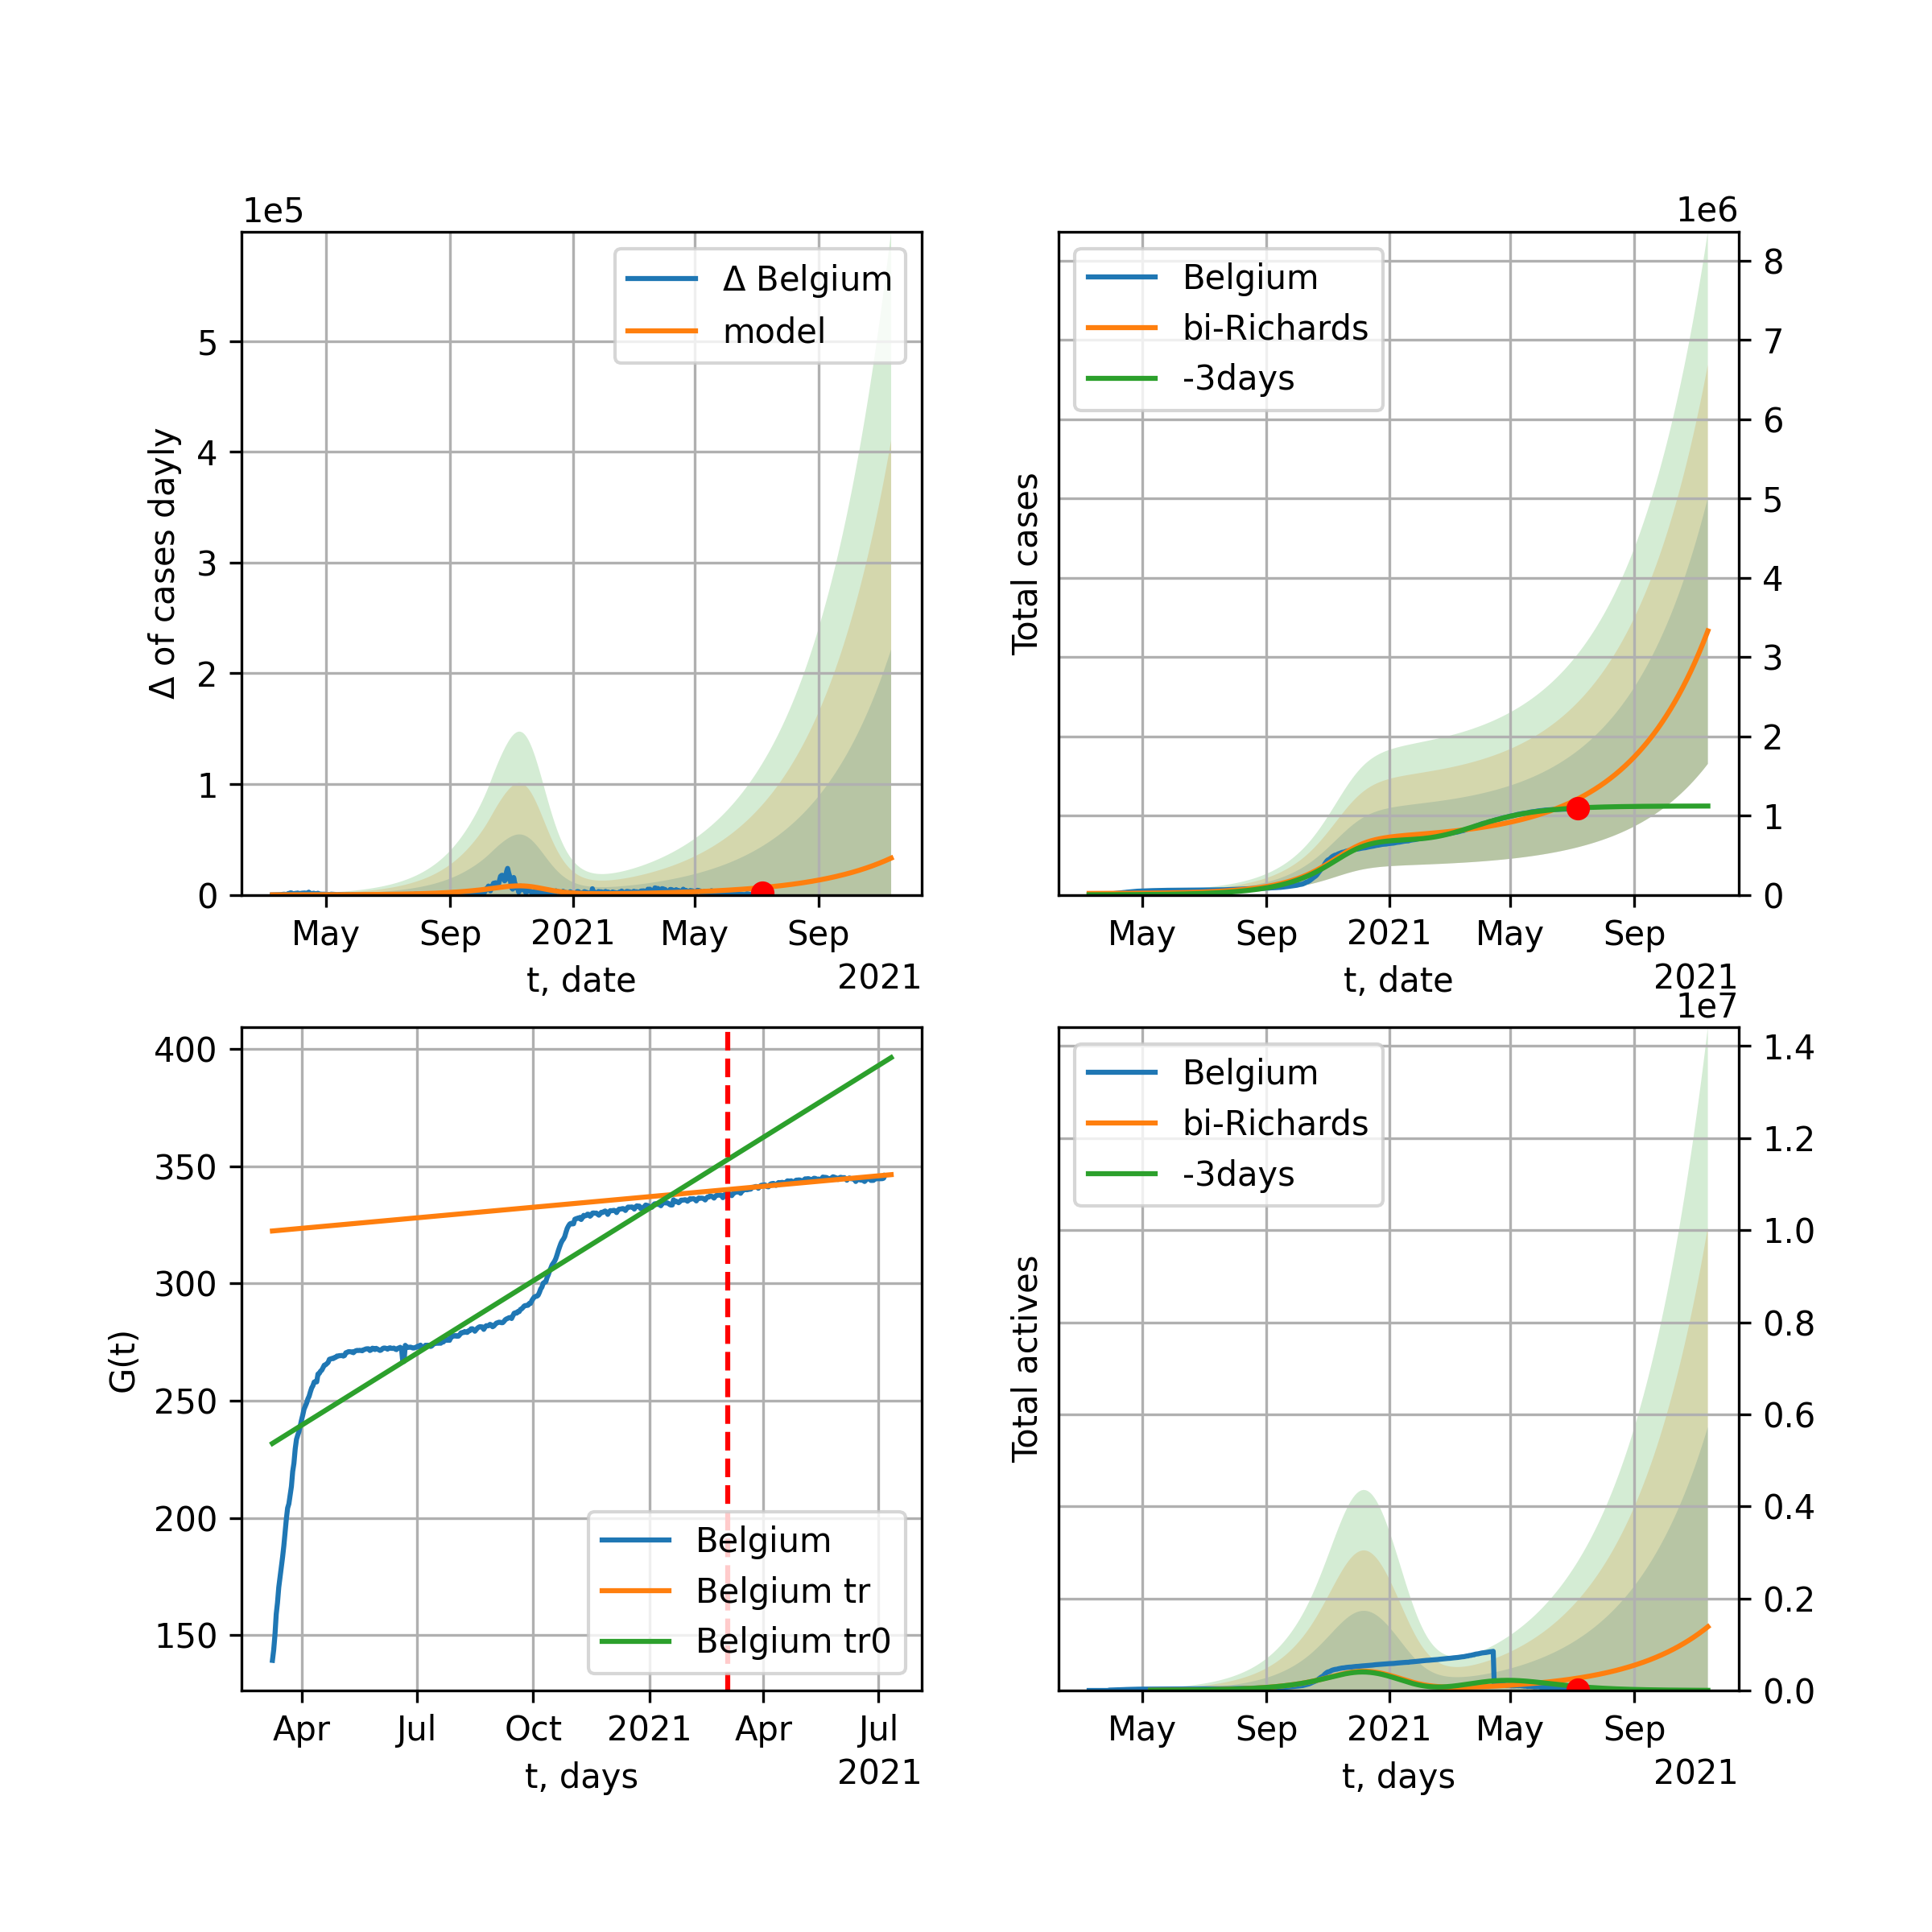 1e5
Δ Belgium
model
Δ of cases dayly
5
4
3
2
1
0
May Sep 2021 May Sep
t, date
2021
1e6
Belgium
bi-Richards
-3days
Total cases
8
7
6
5
4
3
2
1
0
May Sep 2021 May Sep
t, date
2021
G(t)
400
350
300
250
200
150
Belgium
Belgium tr
Belgium tr0
Apr Jul Oct 2021 Apr Jul
t, days
2021
1e7
Belgium
bi-Richards
-3days
Total actives
1.4
1.2
1.0
0.8
0.6
0.4
0.2
0.0
May Sep 2021 May Sep
t, days
2021